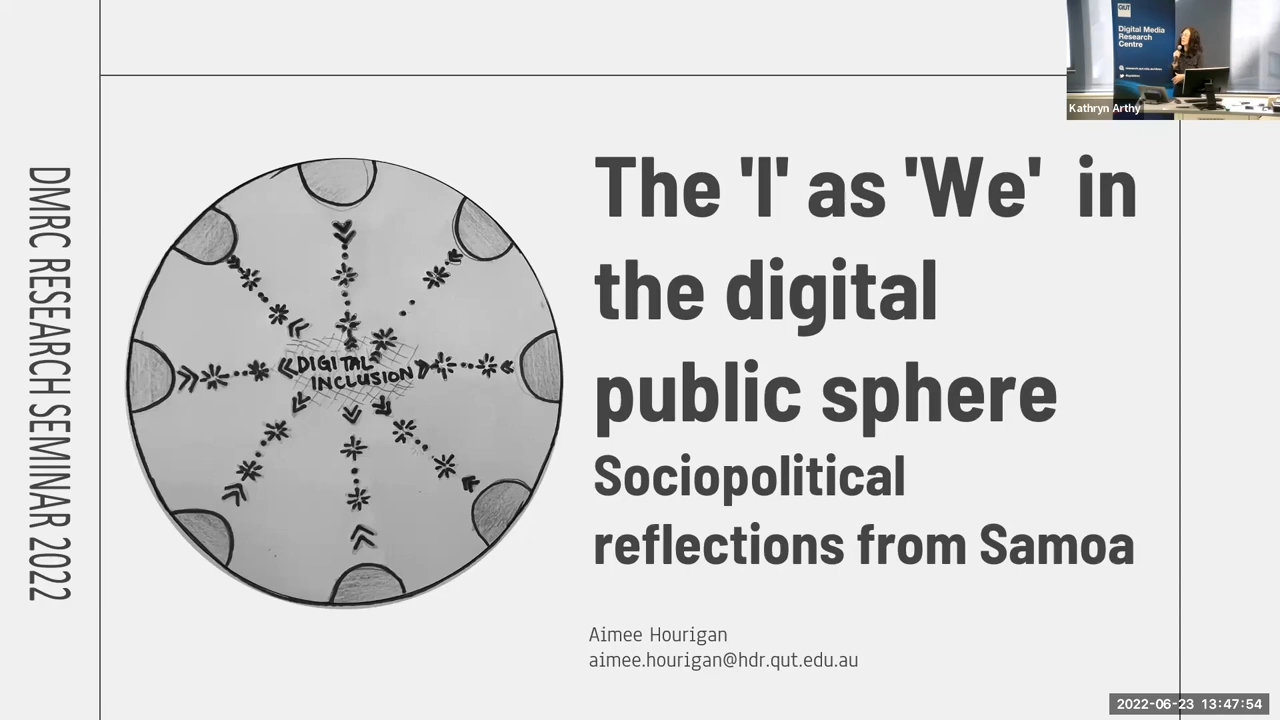 DMRC RESEARCH SEMINAR 2022
DIGITAL
INCLUSION
The 'I' as 'We' in
the digital
public sphere
Sociopolitical
reflections from Samoa
Aimee Hourigan
aimee.hourigan@hdr.qut.edu.au
QUT
Digital Media
Research
Centre
Kathryn Arthy
2022-06-23 13:47:54